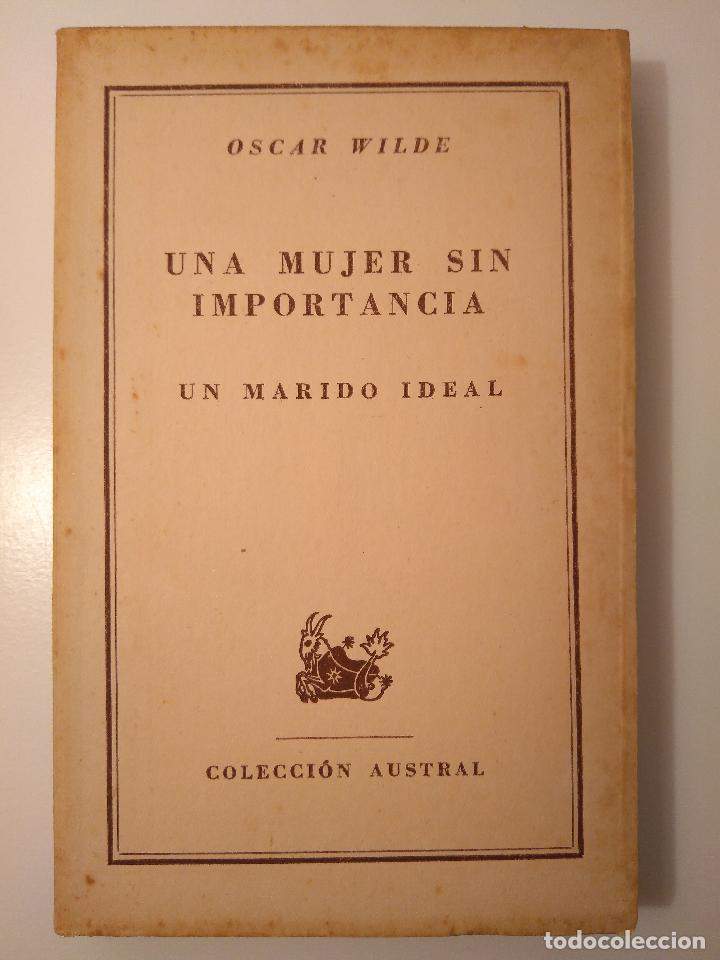 OSCAR WILDE
UNA MUJER SIN
IMPORTANCIA
UN MARIDO IDEAL
COLECCIÓN AUSTRAL
todocoleccion